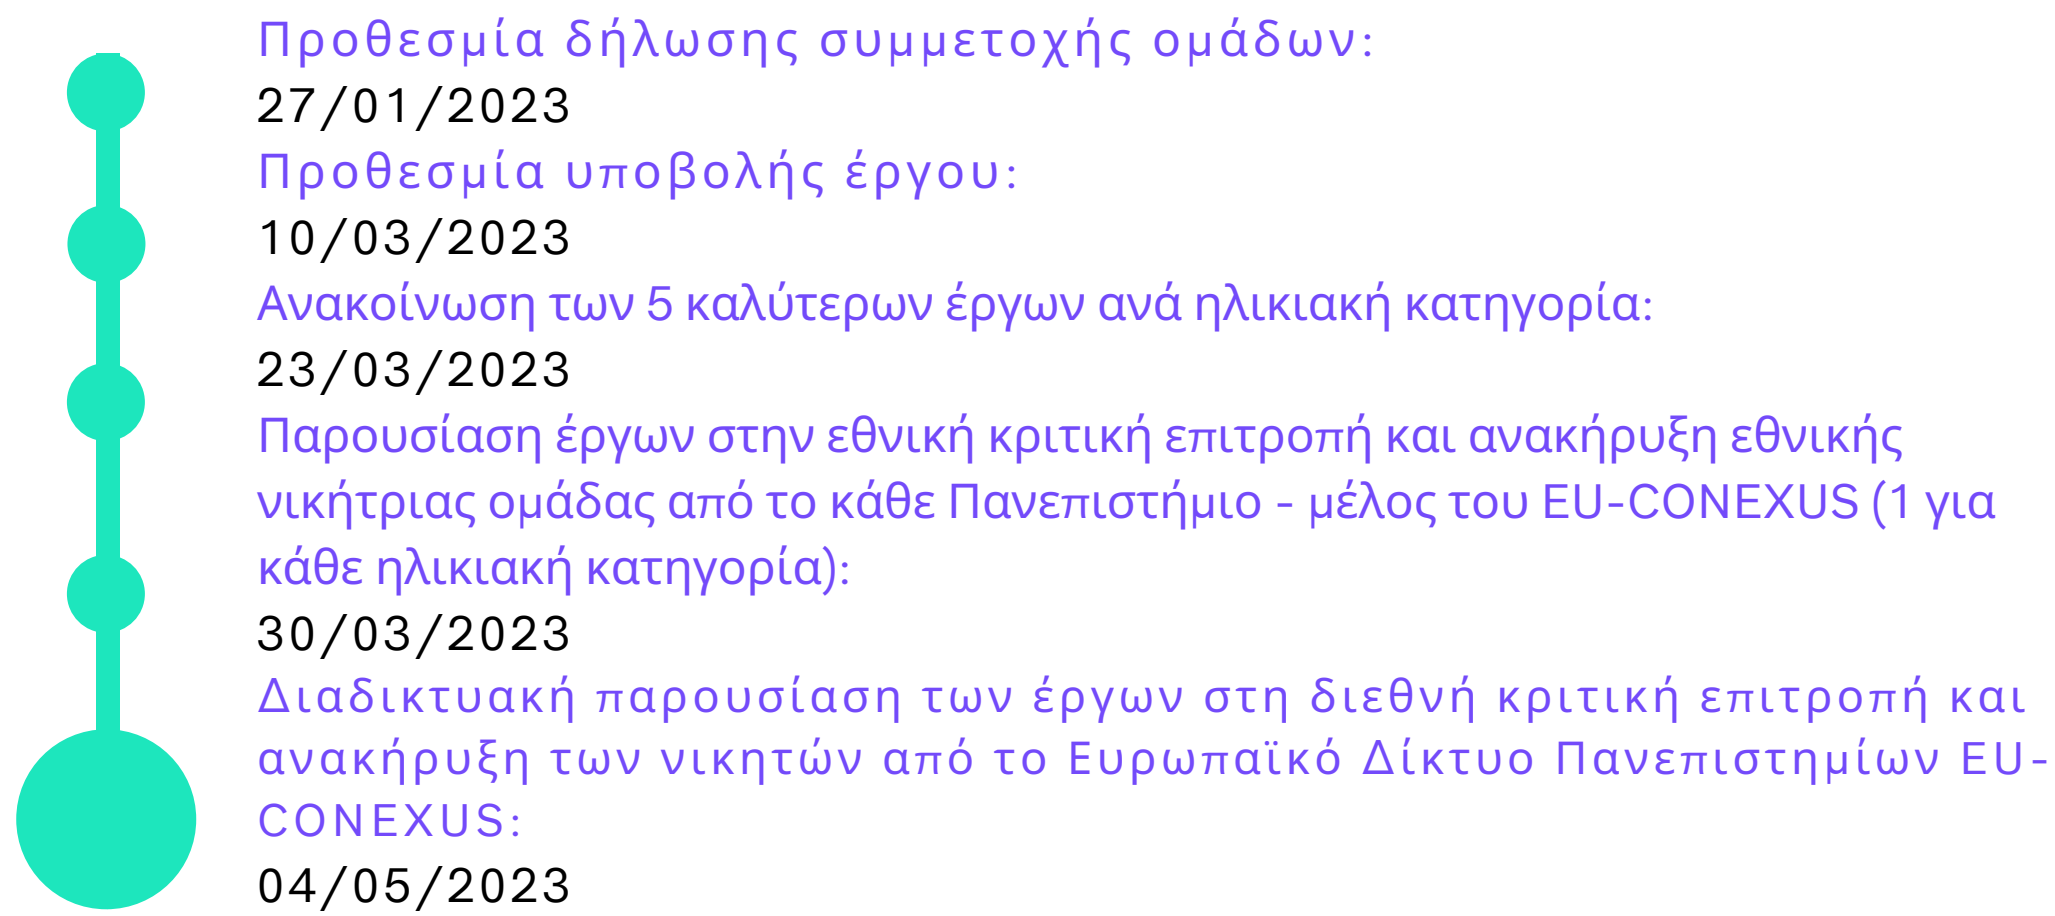 Προθεσμία δήλωσης συμμετοχής ομάδων:
27/01/2023
Προθεσμία υποβολής έργου:
10/03/2023
Ανακοίνωση των 5 καλύτερων έργων ανά ηλικιακή κατηγορία:
23/03/2023
Παρουσίαση έργων στην εθνική κριτική επιτροπή και ανακήρυξη εθνικής
νικήτριας ομάδας από το κάθε Πανεπιστήμιο - μέλος του EU-CONEXUS (1 για
κάθε ηλικιακή κατηγορία):
30/03/2023
Διαδικτυακή παρουσίαση των έργων στη διεθνή κριτική επιτροπή και
ανακήρυξη των νικητών από το Ευρωπαϊκό Δίκτυο Πανεπιστημίων EU-
CONEXUS:
04/05/2023